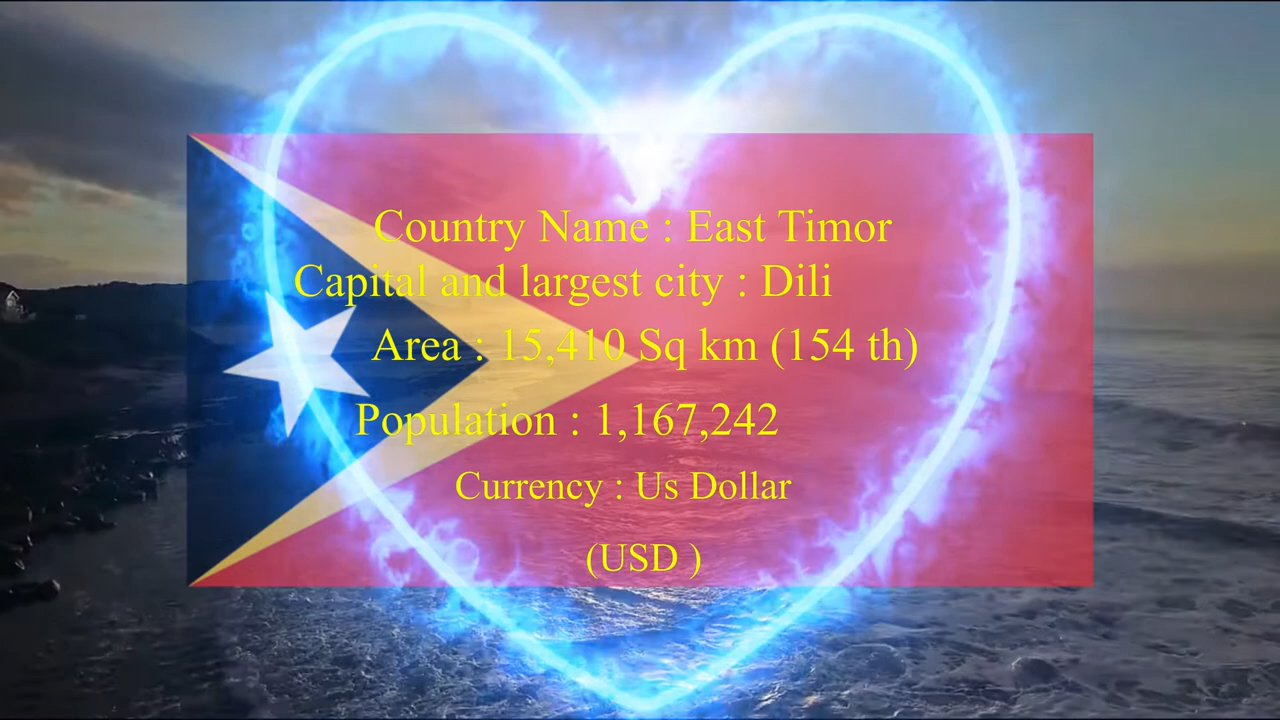 Country Name : East Timor
Capital and largest city : Dili
Area : 15,410 Sq km (154 th)
Population : 1,167,242
Currency : Us Dollar
(USD )